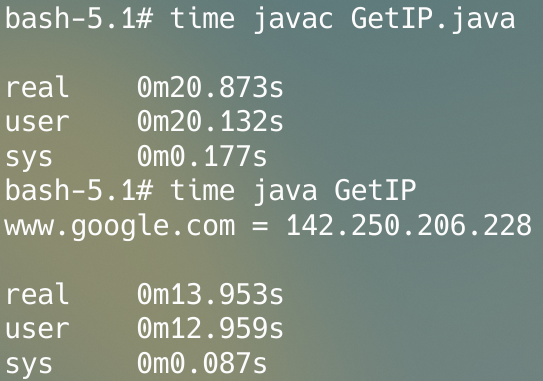 bash-5.1# time javac GetIP.java
real 0m20.873s
user 0m20.132s
sys 0m0.177s
bash-5.1# time java GetIP
www.google.com = 142.250.206.228
real 0m13.953s
user 0m12.959s
sys 0m0.087s